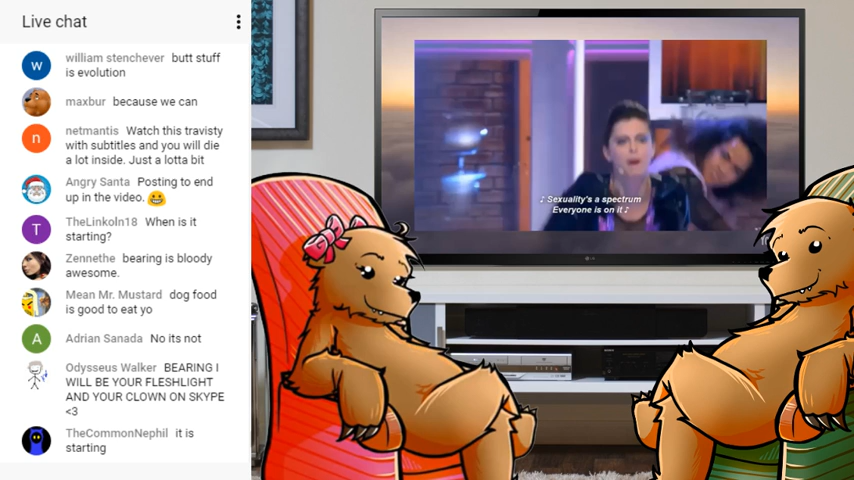 Live chat
william stenchever butt stuff
is evolution
maxbur because we can
netmantis Watch this travisty
with subtitles and you will die
a lot inside. Just a lotta bit
Angry Santa Posting to end
up in the video. 😀
TheLinkoln18 When is it
starting?
Zennethe bearing is bloody
awesome.
Mean Mr. Mustard dog food
is good to eat yo
Adrian Sanada No its not
Odysseus Walker BEARING I
WILL BE YOUR FLESHLIGHT
AND YOUR CLOWN ON SKYPE
<3
TheCommonNephil it is
starting
w
n
T
A
♪ Sexuality's a spectrum
Everyone is on it ♪
LG